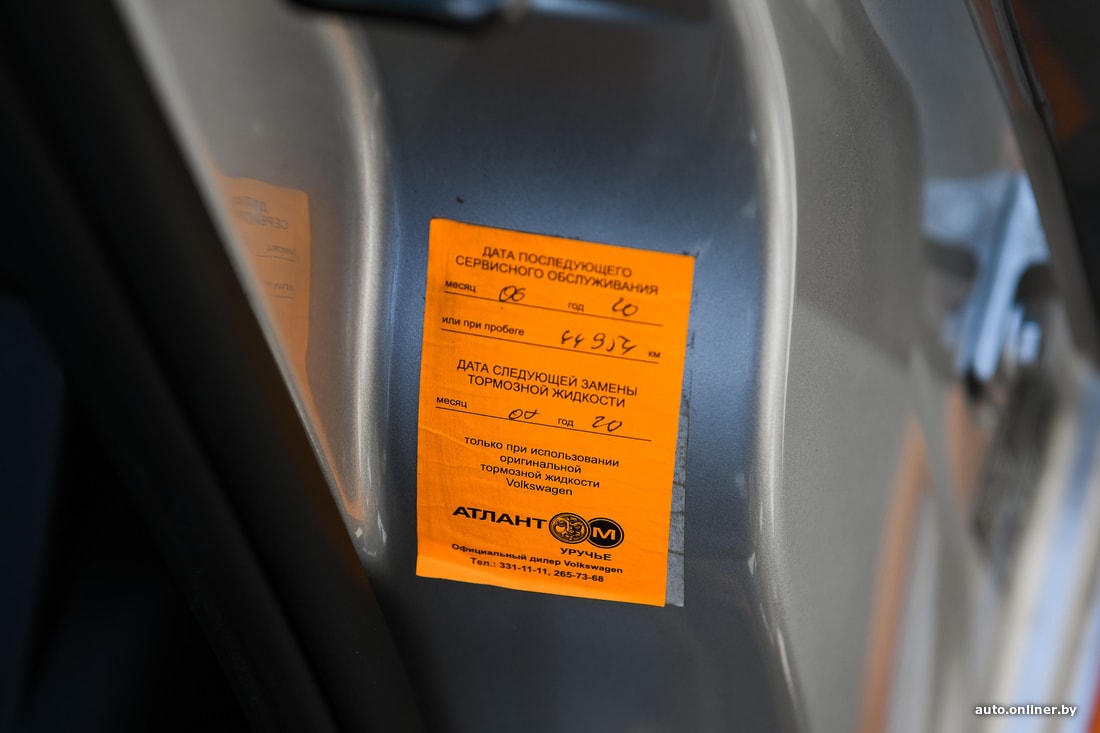 ДАТА ПОСЛЕДУЮЩЕГО
СЕРВИСНОГО ОБСЛУЖИВАНИЯ
месяц 06 год 20
или при пробеге 44954 км
ДАТА СЛЕДУЮЩЕЙ ЗАМЕНЫ
ТОРМОЗНОЙ ЖИДКОСТИ
месяц 07 год 20
только при использовании
оригинальной
тормозной жидкости
Volkswagen
АТЛАНТ М
УРУЧЬЕ
Официальный дилер Volkswagen
Тел.: 331-11-11, 265-73-68
auto.onliner.by